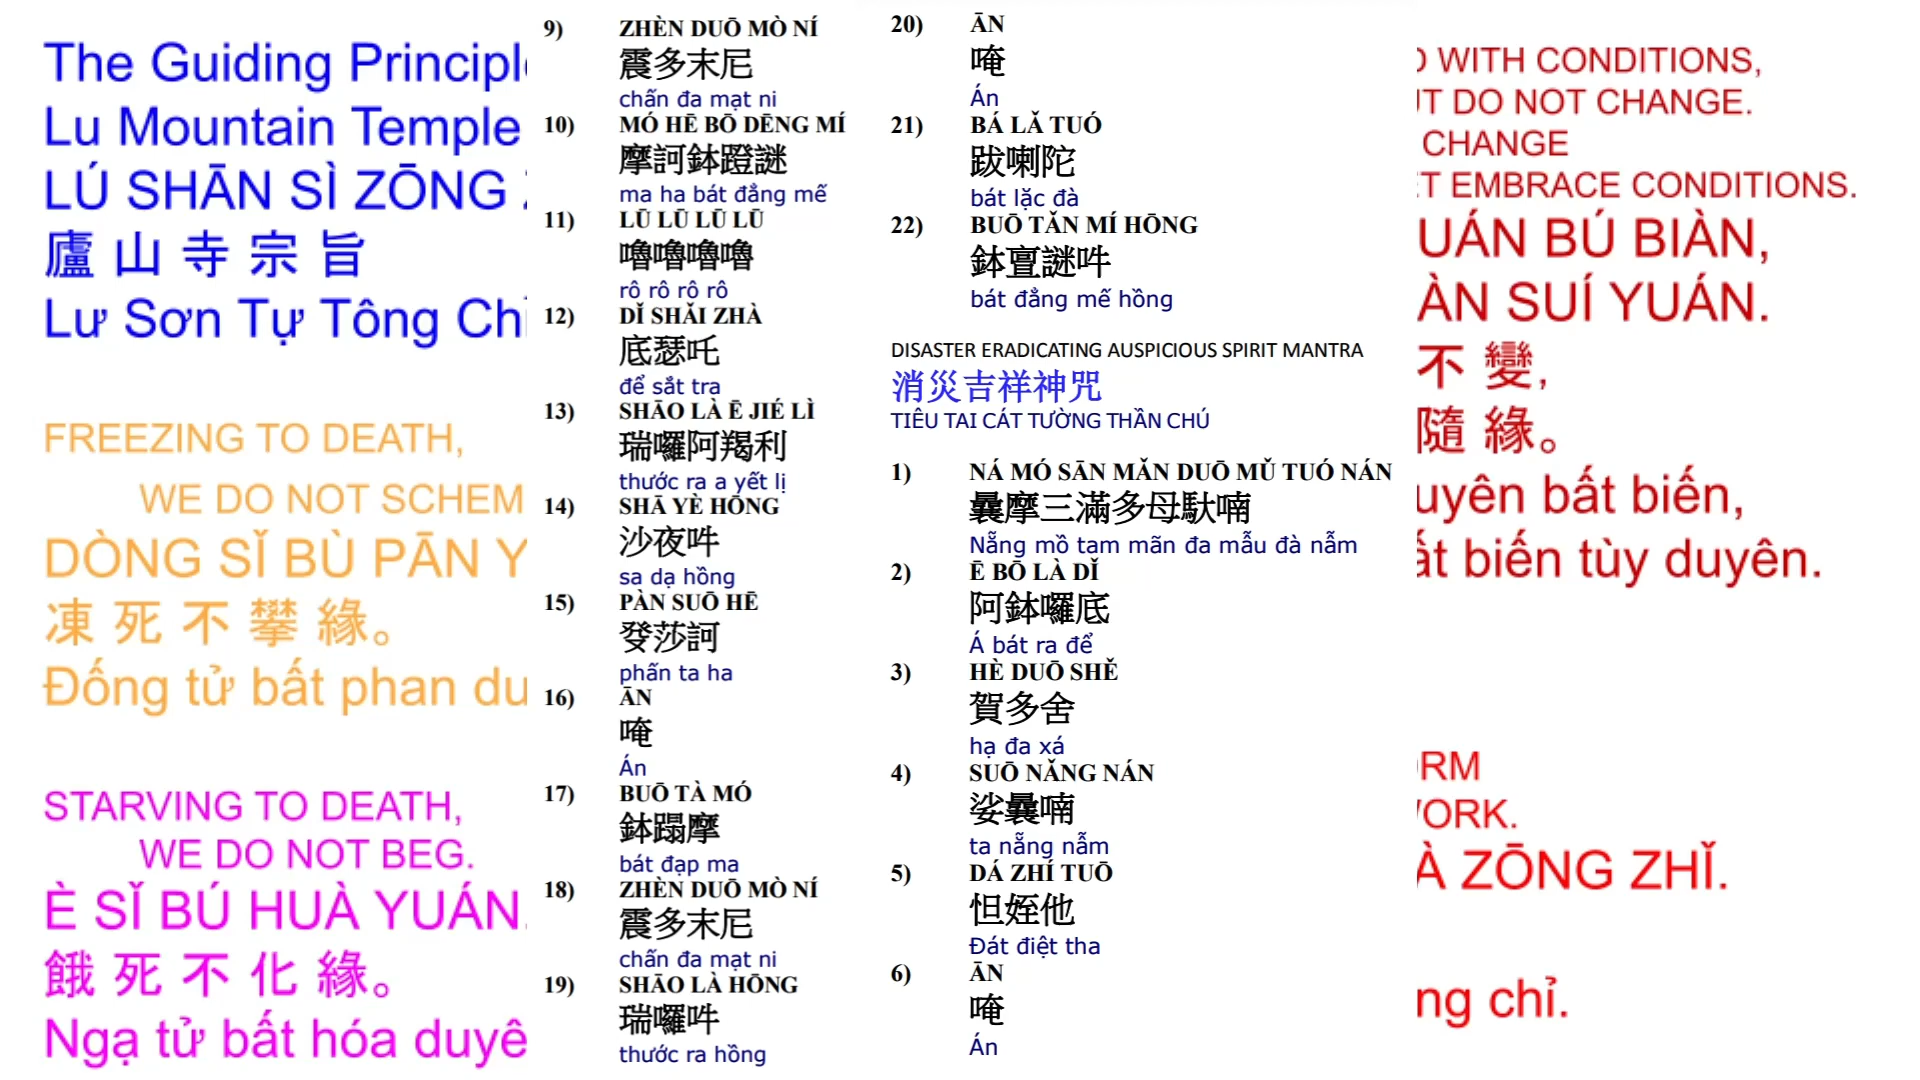 The Guiding Principl
Lu Mountain Temple
LÚ SHĀN SÌ ZŌNG
廬 山 寺 宗 旨
Lư Sơn Tự Tông Chỉ
FREEZING TO DEATH,
WE DO NOT SCHEM
DÒNG SǏ BÙ PĀN Y
凍 死 不 攀 緣。
Đống tử bất phan du
STARVING TO DEATH,
WE DO NOT BEG.
È SǏ BÚ HUÀ YUÁN.
餓 死 不 化 緣。
Ngạ tử bất hóa duyê
9) ZHÈN DUŌ MÒ NÍ
震多末尼
chấn đa mạt ni
10) MÓ HĒ BŌ DĒNG MÍ
摩訶鉢蹬謎
ma ha bát đẳng mế
11) LŪ LŪ LŪ LŪ
嚕嚕嚕嚕
rô rô rô rô
12) DǏ SHǍI ZHÀ
底瑟吒
để sắt tra
13) SHĀO LÀ Ē JIÉ LÌ
瑞囉阿羯利
thước ra a yết lị
14) SHĀ YÈ HŌNG
沙夜吽
sa dạ hồng
15) PÀN SUŌ HĒ
發莎訶
phấn ta ha
16) ĀN
唵
Án
17) BUŌ TÀ MÓ
鉢蹋摩
bát đạp ma
18) ZHÈN DUŌ MÒ NÍ
震多末尼
chấn đa mạt ni
19) SHĀO LÀ HŌNG
瑞囉吽
thước ra hồng
20) ĀN
唵
Án
21) BÁ LǍ TUÓ
跋喇陀
bát lặc đà
22) BUŌ TǍN MÍ HŌNG
鉢亶謎吽
bát đẳng mế hồng
DISASTER ERADICATING AUSPICIOUS SPIRIT MANTRA
消災吉祥神咒
TIÊU TAI CÁT TƯỜNG THẦN CHÚ
1) NÁ MÓ SĀN MǍN DUŌ MǓ TUÓ NÁN
曩摩三滿多母馱喃
Nẵng mồ tam mãn đa mẫu đà nẫm
2) Ē BŌ LÀ DǏ
阿鉢囉底
Á bát ra để
3) HÈ DUŌ SHĚ
賀多舍
hạ đa xá
4) SUŌ NǍNG NÁN
娑曩喃
ta nẵng nẫm
5) DÁ ZHÍ TUŌ
怛姪他
Đát điệt tha
6) ĀN
唵
Án
D WITH CONDITIONS,
UT DO NOT CHANGE.
CHANGE
ET EMBRACE CONDITIONS.
UÁN BÚ BIÀN,
ÀN SUÍ YUÁN.
不 變,
隨 緣。
uyên bất biến,
ất biến tùy duyên.
RM
WORK.
À ZŌNG ZHǏ.
ng chỉ.